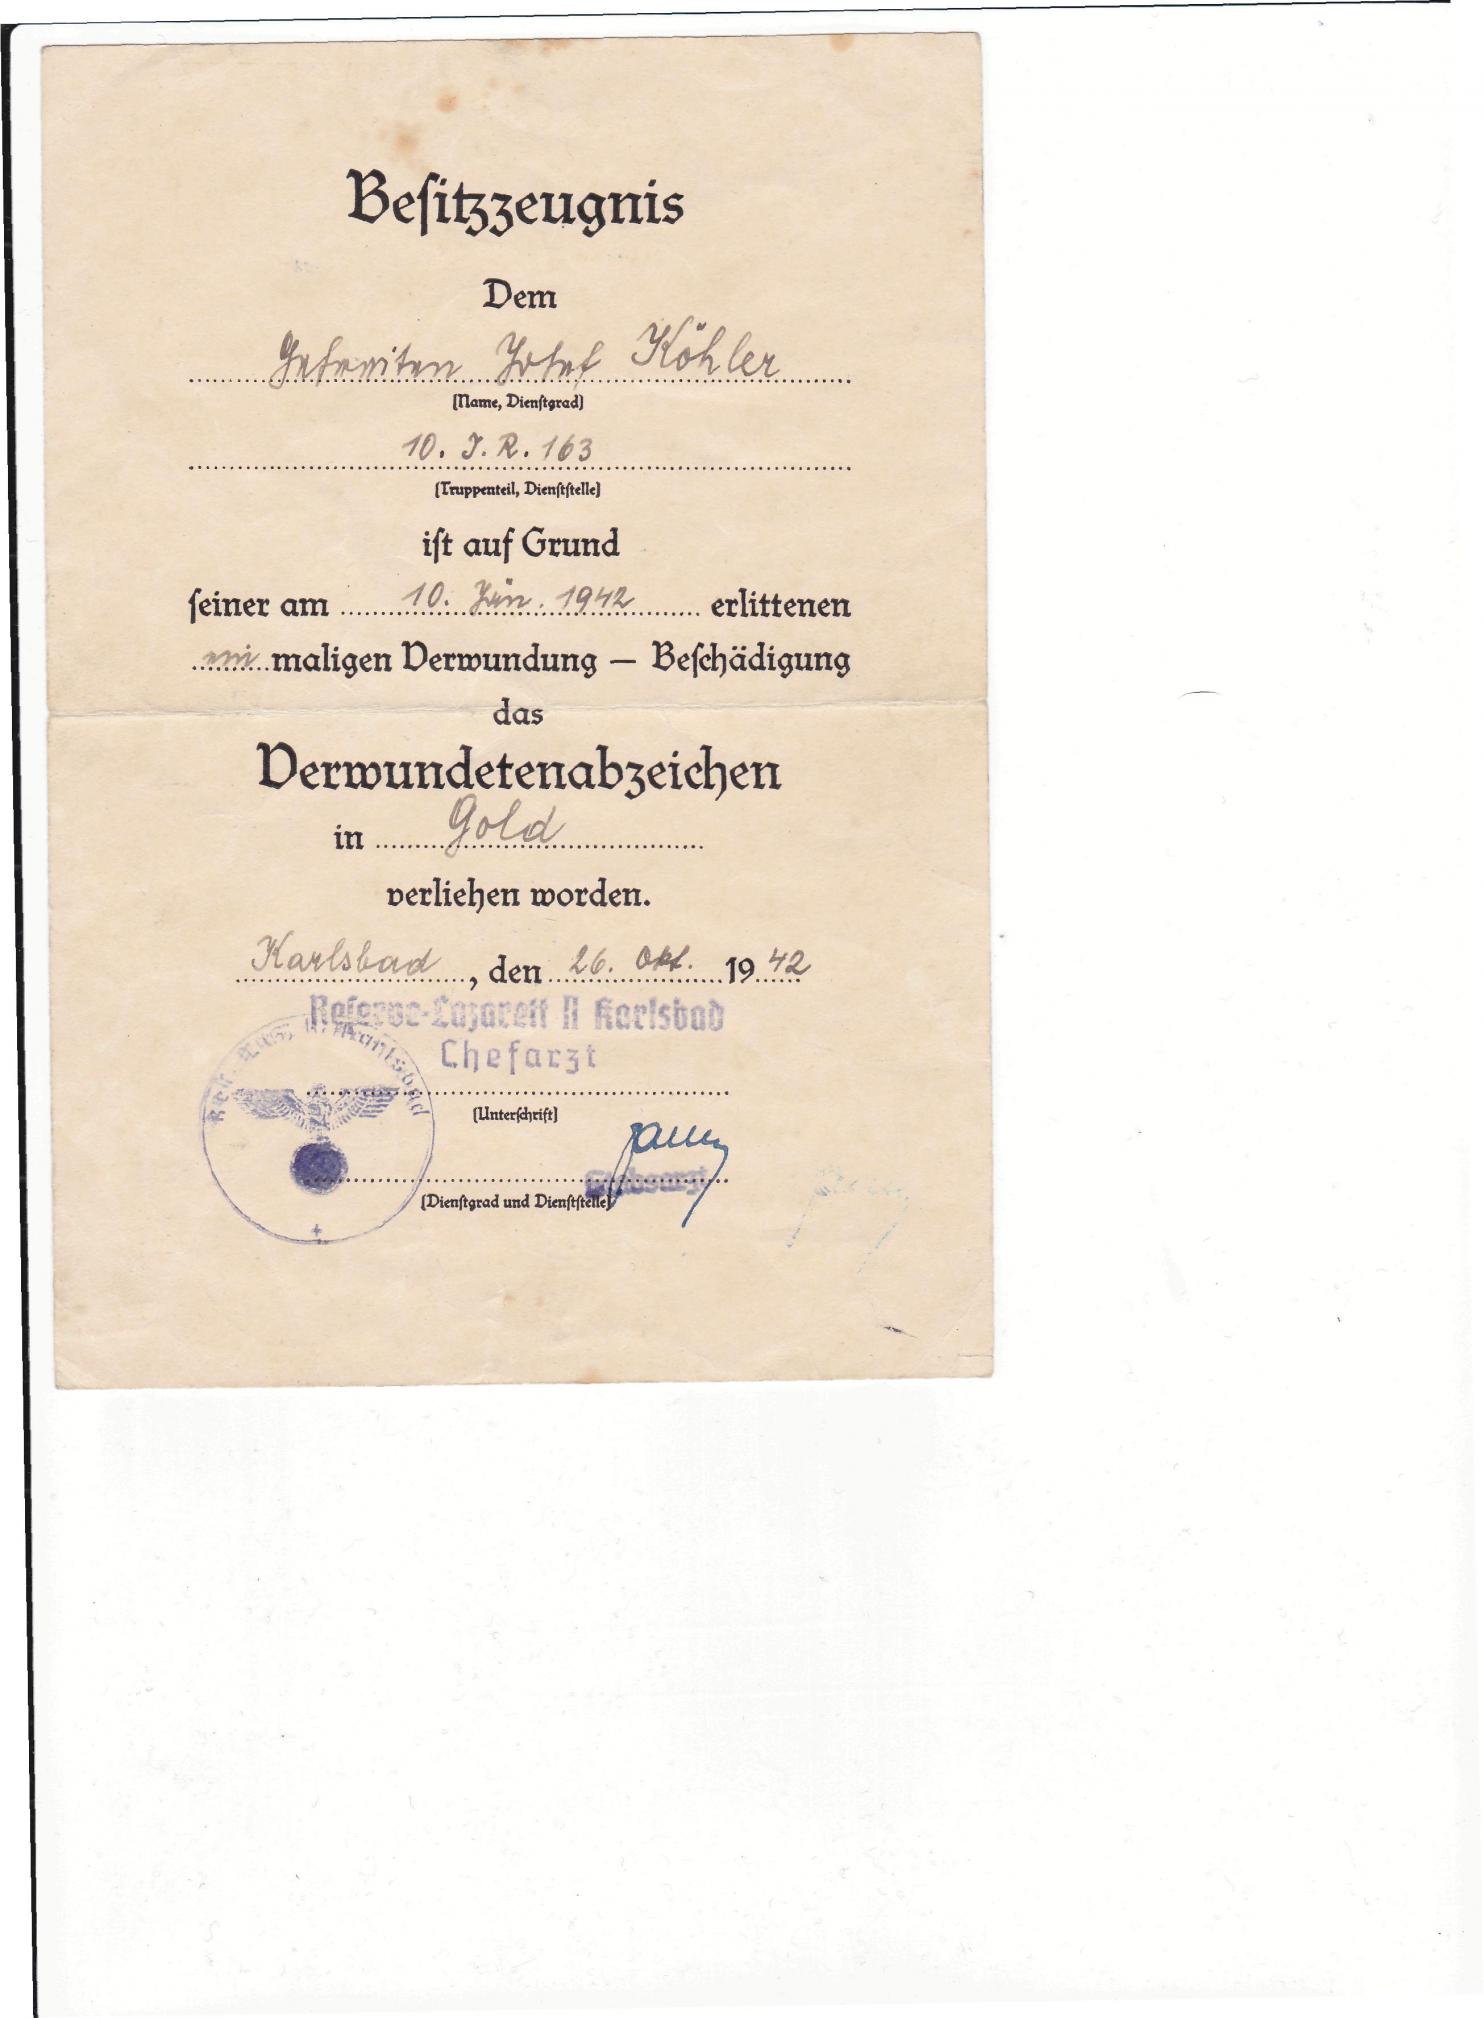 Besitzzeugnis
Dem
Gefreiten Josef Köhler
(Name, Dienstgrad)
10. J. R. 163
(Truppenteil, Dienststelle)
ist auf Grund
seiner am 10. 1942 erlittenen
ein maligen Verwundung – Beschädigung
das
Verwundetenabzeichen
in Gold
verliehen worden.
Karlsbad, den 26. Okt. 1942
Reserve-Lazarett II Karlsbad
Chefarzt
(Unterschrift)
Stabsarzt
(Dienstgrad und Dienststelle)